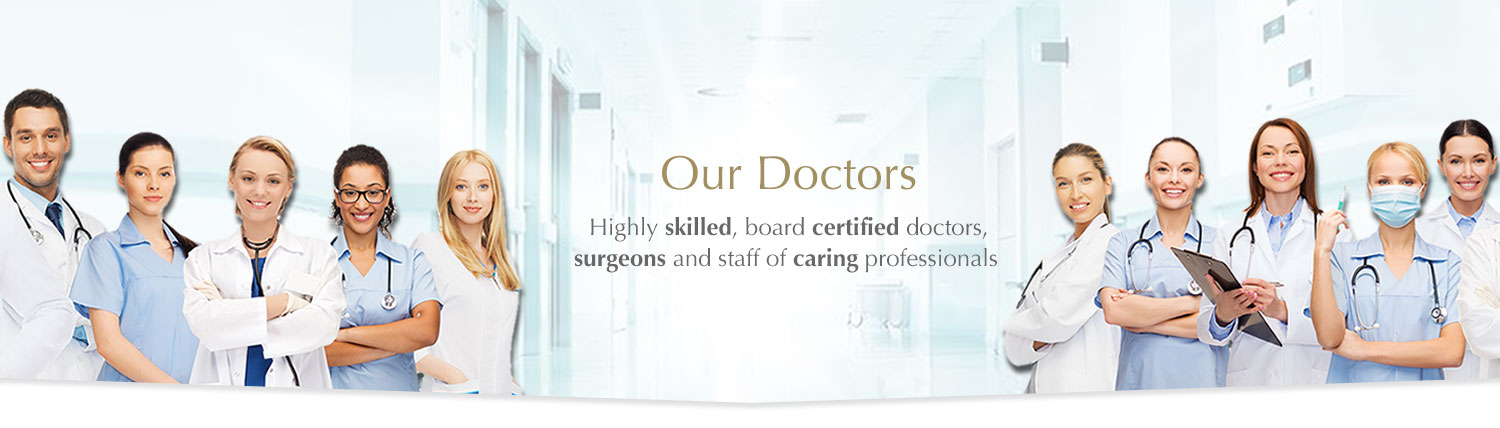 Our Doctors
Highly skilled, board certified doctors,
surgeons and staff of caring professionals